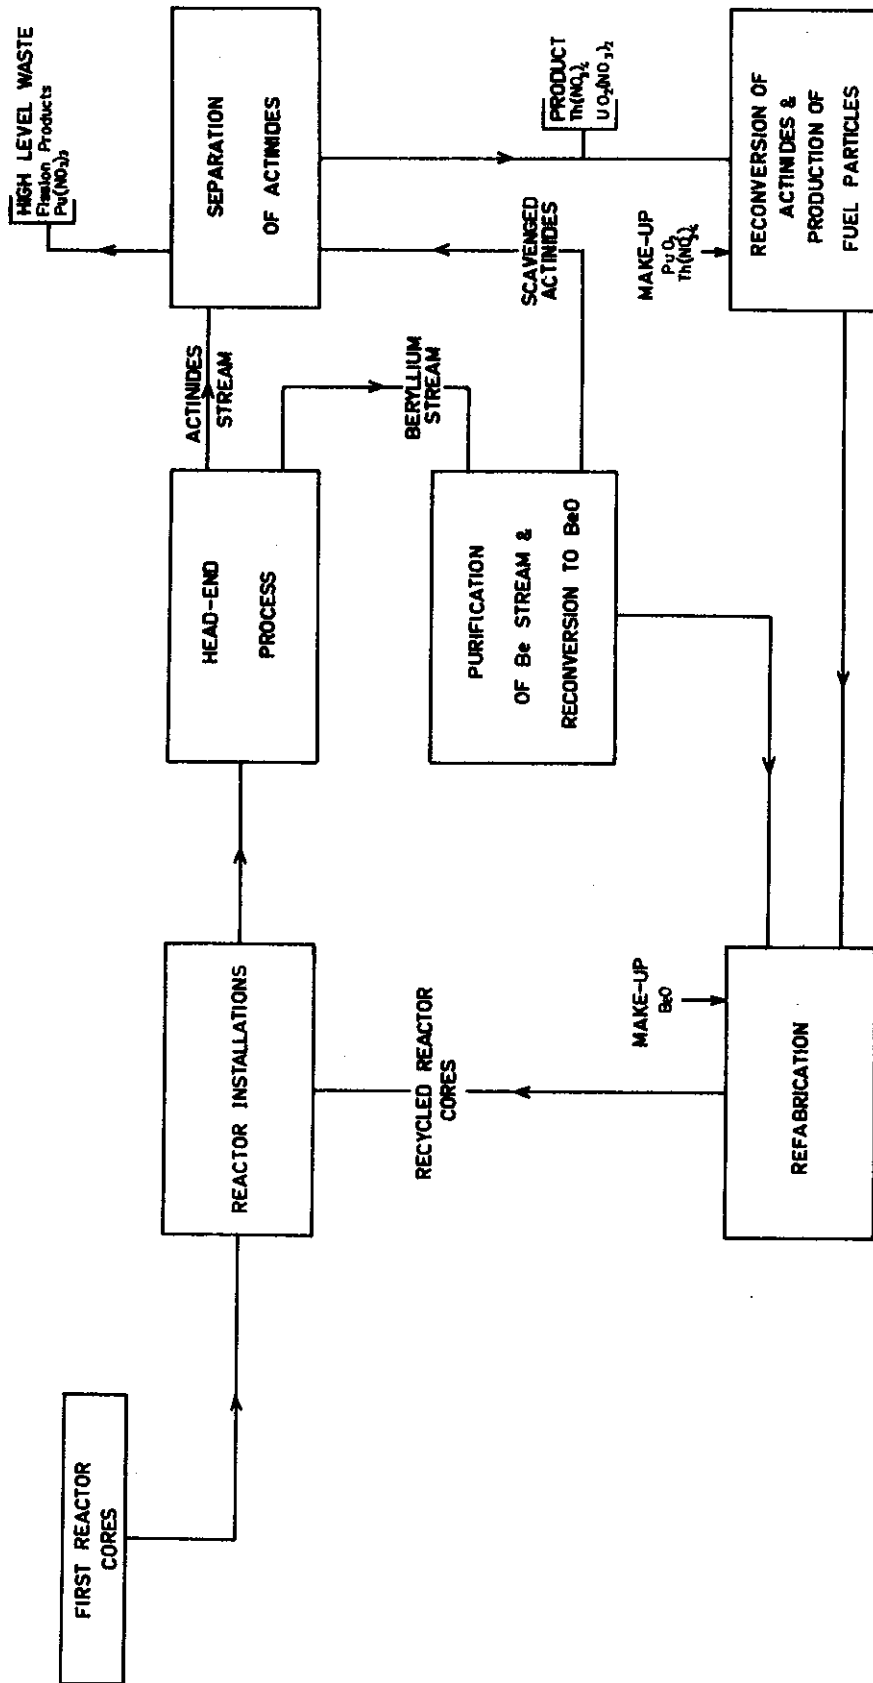 FIRST REACTOR
CORES
REACTOR INSTALLATIONS
RECYCLED REACTOR
CORES
MAKE-UP
BeO
REFABRICATION
HEAD-END
PROCESS
ACTINIDES
STREAM
BERYLLIUM
STREAM
PURIFICATION
OF Be STREAM &
RECONVERSION TO BeO
SCAVENGED
ACTINIDES
HIGH LEVEL WASTE
Fission Products
Pu(NO₃)₃
SEPARATION
OF ACTINIDES
PRODUCT
Th(NO₃)₄
UO₂(NO₃)₂
MAKE-UP
PuO₂
Th(NO₃)₄
RECONVERSION OF
ACTINIDES &
PRODUCTION OF
FUEL PARTICLES